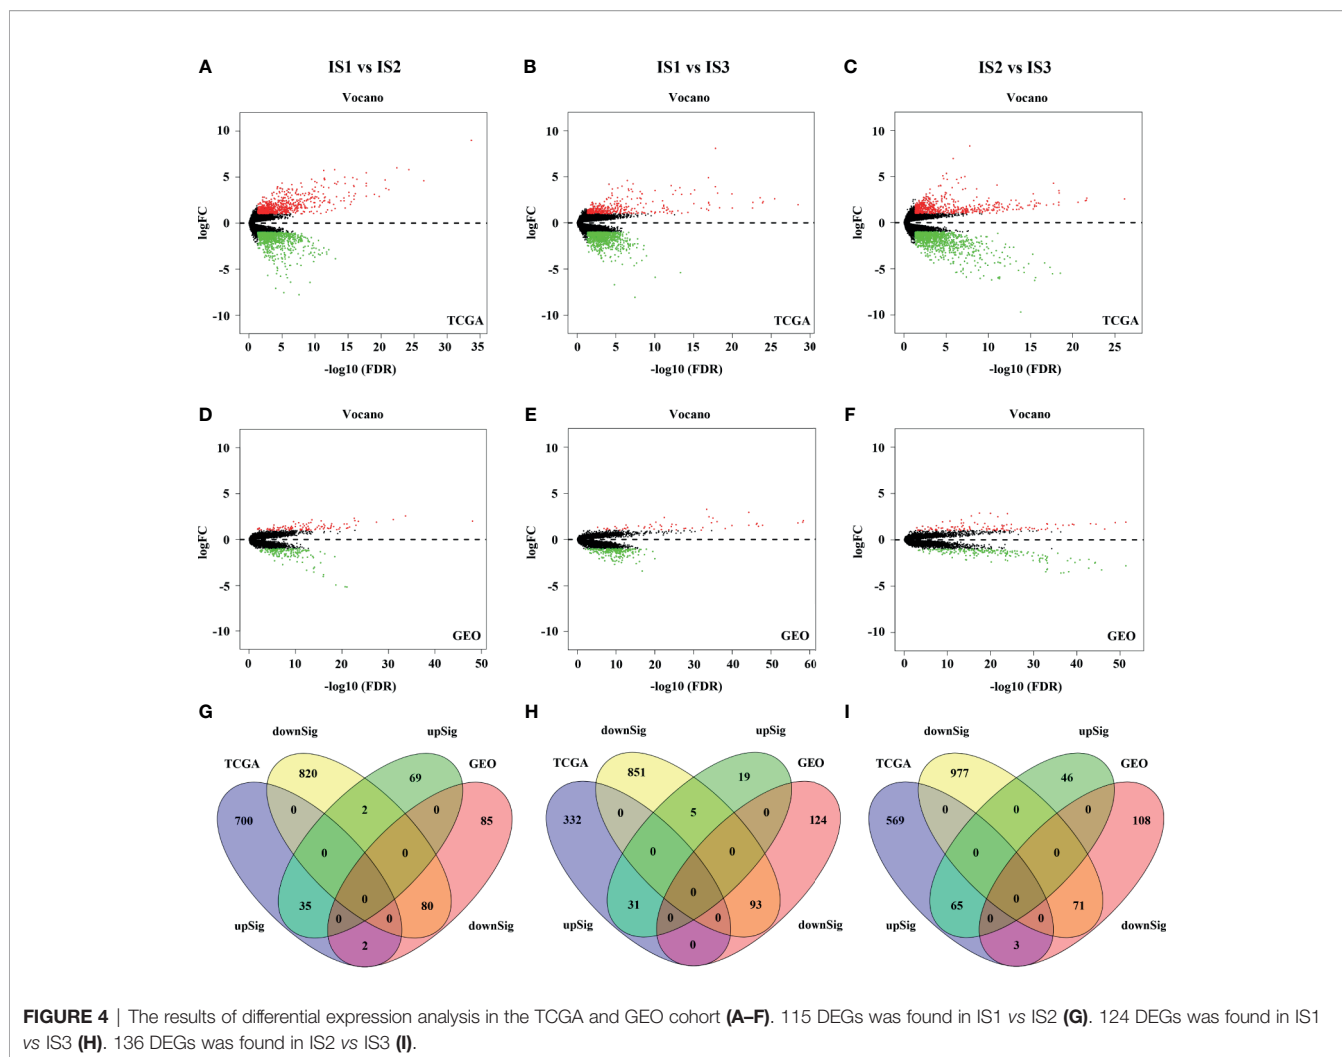 A IS1 vs IS2 B IS1 vs IS3 C IS2 vs IS3
Vocano Vocano Vocano
10 5 0 -5 -10
logFC
TCGA
0 5 10 15 20 25 30 35
-log10 (FDR)
10 5 0 -5 -10
logFC
TCGA
0 5 10 15 20 25 30
-log10 (FDR)
10 5 0 -5 -10
logFC
TCGA
0 5 10 15 20 25
-log10 (FDR)
D E F
Vocano Vocano Vocano
10 5 0 -5 -10
logFC
GEO
0 10 20 30 40 50
-log10 (FDR)
10 5 0 -5 -10
logFC
GEO
0 10 20 30 40 50 60
-log10 (FDR)
10 5 0 -5 -10
logFC
GEO
0 10 20 30 40 50
-log10 (FDR)
G
downSig upSig
TCGA GEO
820 69
0 2 0
700 85
0 0
0
35 80
0 0
upSig downSig
2
H
downSig upSig
TCGA GEO
851 19
0 5 0
332 124
0 0
0
31 93
0 0
upSig downSig
0
I
downSig upSig
TCGA GEO
977 46
0 0 0
569 108
0 0
0
65 71
0 0
upSig downSig
3
FIGURE 4 | The results of differential expression analysis in the TCGA and GEO cohort (A–F). 115 DEGs was found in IS1 vs IS2 (G). 124 DEGs was found in IS1
vs IS3 (H). 136 DEGs was found in IS2 vs IS3 (I).